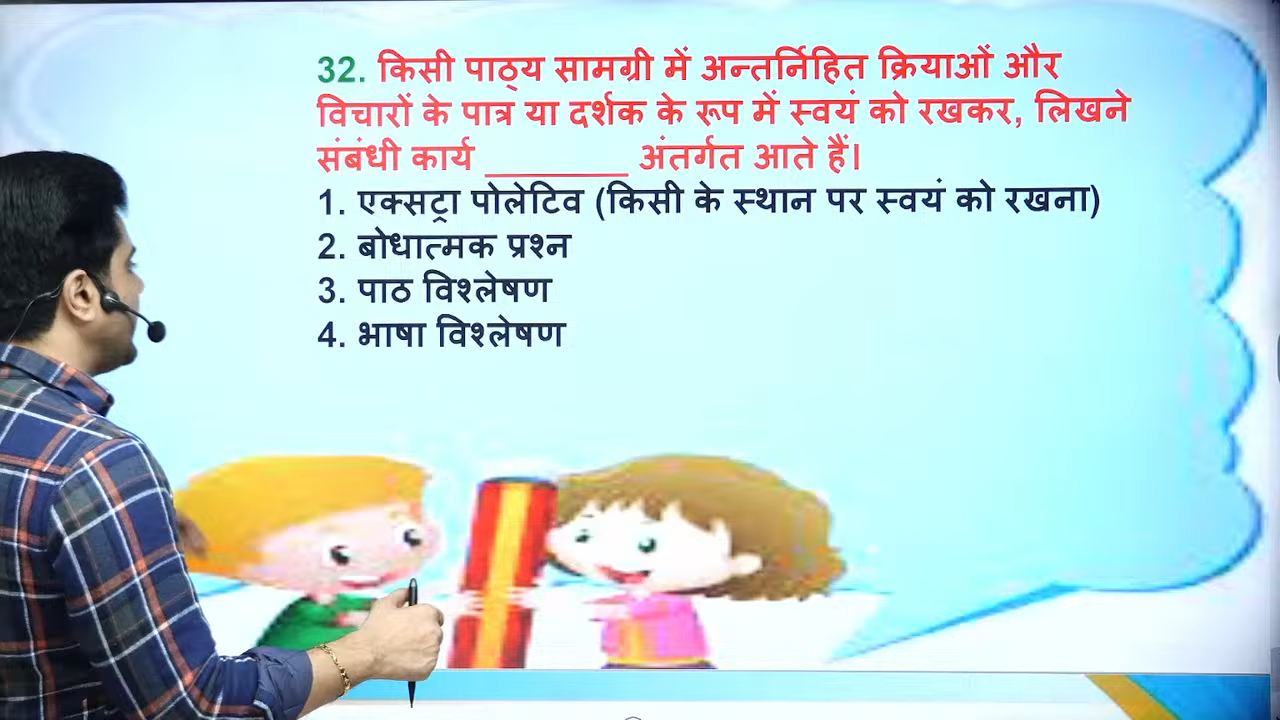 32. किसी पाठ्य सामग्री में अन्तर्निहित क्रियाओं और
विचारों के पात्र या दर्शक के रूप में स्वयं को रखकर, लिखने
संबंधी कार्य ________ अंतर्गत आते हैं।
1. एक्सट्रा पोलेटिव (किसी के स्थान पर स्वयं को रखना)
2. बोधात्मक प्रश्न
3. पाठ विश्लेषण
4. भाषा विश्लेषण